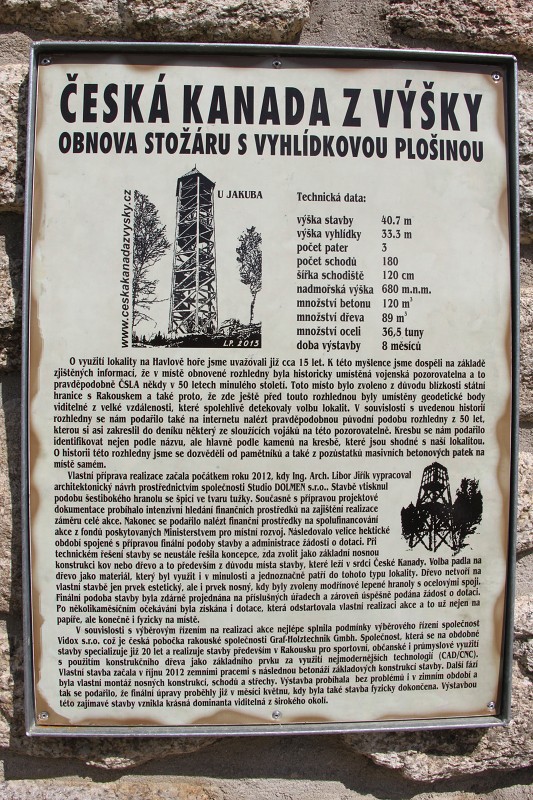 ČESKÁ KANADA Z VÝŠKY
OBNOVA STOŽÁRU S VYHLÍDKOVOU PLOŠINOU
www.ceskakanadazvysky.cz
U JAKUBA
L.P. 2013
Technická data:
výška stavby 40.7 m
výška vyhlídky 33.3 m
počet pater 3
počet schodů 180
šířka schodiště 120 cm
nadmořská výška 680 m.n.m.
množství betonu 120 m³
množství dřeva 89 m³
množství oceli 36,5 tuny
doba výstavby 8 měsíců
O využití lokality na Havlově hoře jsme uvažovali již cca 15 let. K této myšlence jsme dospěli na základě
zjištěných informací, že v místě obnovené rozhledny byla historicky umístěná vojenská pozorovatelna a to
pravděpodobně ČSLA někdy v 50 letech minulého století. Toto místo bylo zvoleno z důvodu blízkosti státní
hranice s Rakouskem a také proto, že zde ještě před touto rozhlednou byly umístěny geodetické body
viditelné z velké vzdálenosti, které spolehlivě detekovaly volbu lokalit. V souvislosti s uvedenou historií
rozhledny se nám podařilo také na internetu nalézt pravděpodobnou původní podobu rozhledny z 50 let,
kterou si asi zakreslil do deníku některý ze sloužících vojáků na této pozorovatelně. Kresbu se nám podařilo
identifikovat nejen podle názvu, ale hlavně podle kamenů na kresbě, které jsou shodné s naší lokalitou.
O historii této rozhledny jsme se dozvěděli od pamětníků a také z pozůstatků masivních betonových patek na
místě samém.
Vlastní příprava realizace začala počátkem roku 2012, kdy Ing. Arch. Libor Jiřík vypracoval
architektonický návrh prostřednictvím společnosti Studio DOLMEN s.r.o.. Stavbě vtisknul
podobu šestibokého hranolu se špicí ve tvaru tužky. Současně s přípravou projektové
dokumentace probíhalo intenzivní hledání finančních prostředků na zajištění realizace
záměru celé akce. Nakonec se podařilo nalézt finanční prostředky na spolufinancování
akce z fondů poskytovaných Ministerstvem pro místní rozvoj. Následovalo velice hektické
období spojené s přípravou finální podoby stavby a administrace žádosti o dotaci. Při
technickém řešení stavby se neustále řešila koncepce, zda zvolit jako základní nosnou
konstrukci kov nebo dřevo a to především z důvodu místa stavby, které leží v srdci České Kanady. Volba padla na
dřevo jako materiál, který byl využit i v minulosti a jednoznačně patří do tohoto typu lokality. Dřevo netvoří na
vlastní stavbě jen prvek estetický, ale i prvek nosný, kdy byly zvoleny modřínové lepené hranoly s ocelovými spoji.
Finální podoba stavby byla zdárně projednána na příslušných úřadech a zároveň úspěšně podána žádost o dotaci.
Po několikaměsíčním očekávání byla získána i dotace, která odstartovala vlastní realizaci akce a to už nejen na
papíře, ale konečně i fyzicky na místě.
V souvislosti s výběrovým řízením na realizaci akce nejlépe splnila podmínky výběrového řízení společnost
Vidox s.r.o. což je česká pobočka rakouské společnosti Graf-Holztechnik Gmbh. Společnost, která se na obdobné
stavby specializuje již 20 let a realizuje stavby především v Rakousku pro sportovní, občanské i průmyslové využití
s použitím konstrukčního dřeva jako základního prvku za využití nejmodernějších technologií (CAD/CNC).
Vlastní stavba začala v říjnu 2012 zemními pracemi s následnou betonáží základových konstrukcí stavby. Další fází
byla vlastní montáž nosných konstrukcí, schodů a střechy. Výstavba probíhala bez problémů i v zimním období a
tak se podařilo, že finální úpravy proběhly již v měsíci květnu, kdy byla také stavba fyzicky dokončena. Výstavbou
této zajímavé stavby vznikla krásná dominanta viditelná z širokého okolí.